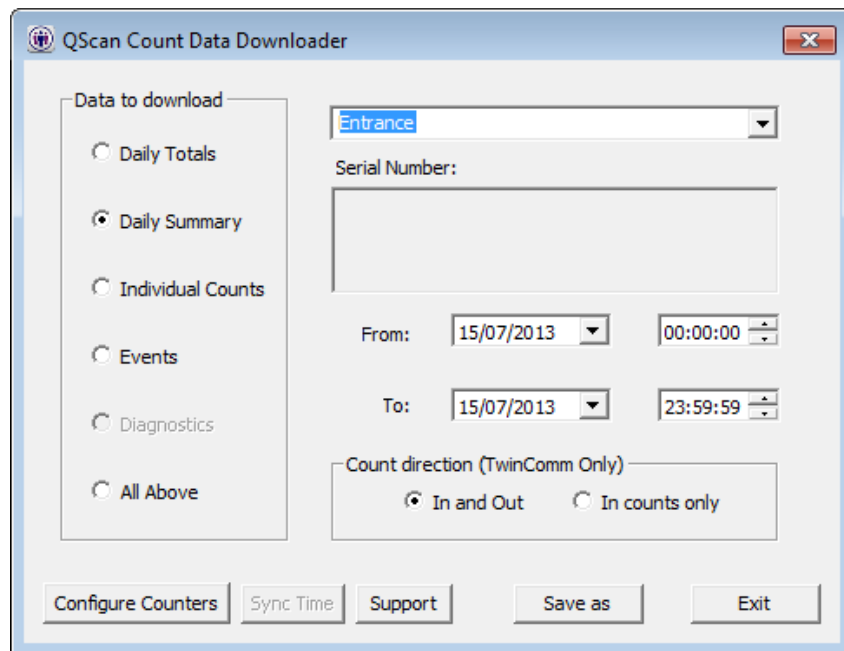 QScan Count Data Downloader
Data to download
Daily Totals
Daily Summary
Individual Counts
Events
Diagnostics
All Above
Entrance
Serial Number:
From: 15/07/2013 00:00:00
To: 15/07/2013 23:59:59
Count direction (TwinComm Only)
In and Out In counts only
Configure Counters Sync Time Support Save as Exit